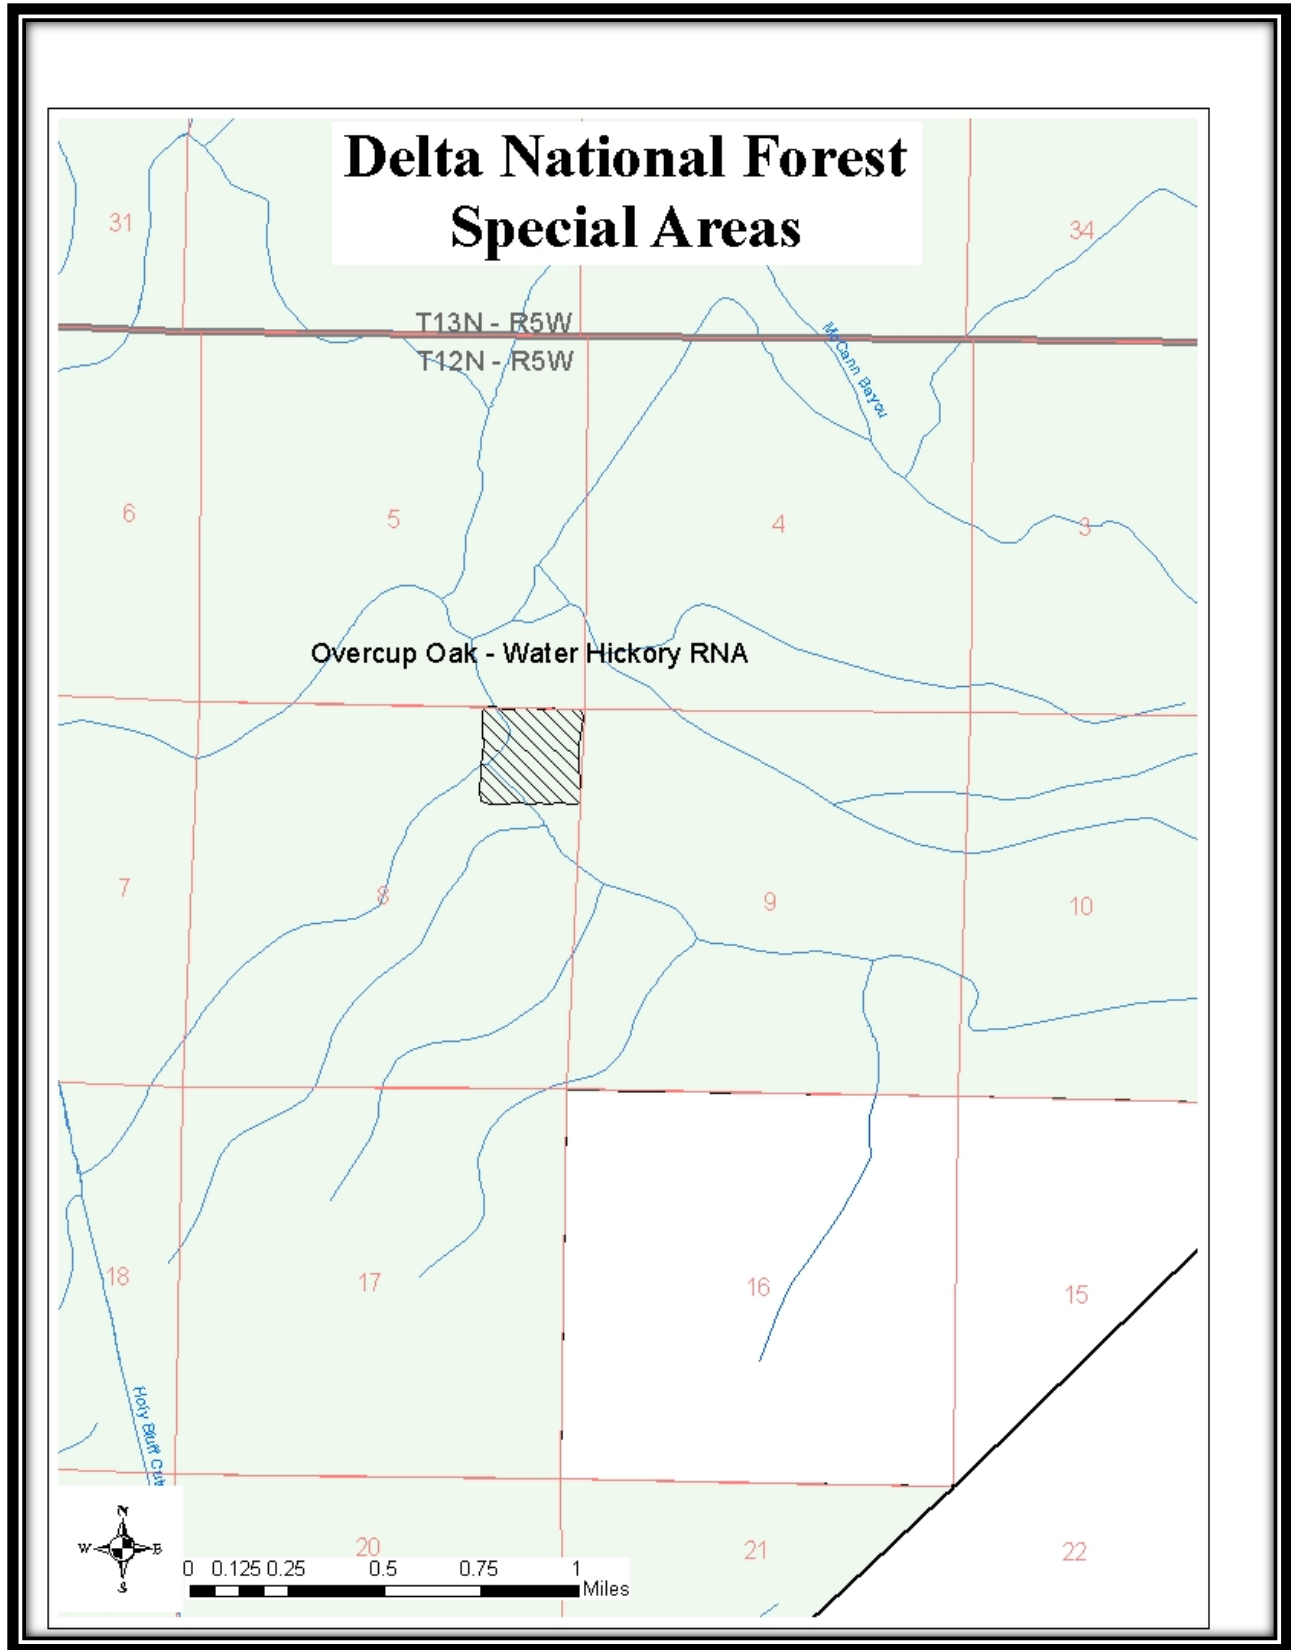 Delta National Forest
Special Areas
31
34
T13N - R5W
T12N - R5W
McCann Bayou
6
5
4
3
Overcup Oak - Water Hickory RNA
7
8
9
10
18
17
16
15
Holly Bluff Cut
N
W
E
S
20
21
22
0 0.125 0.25 0.5 0.75 1
Miles